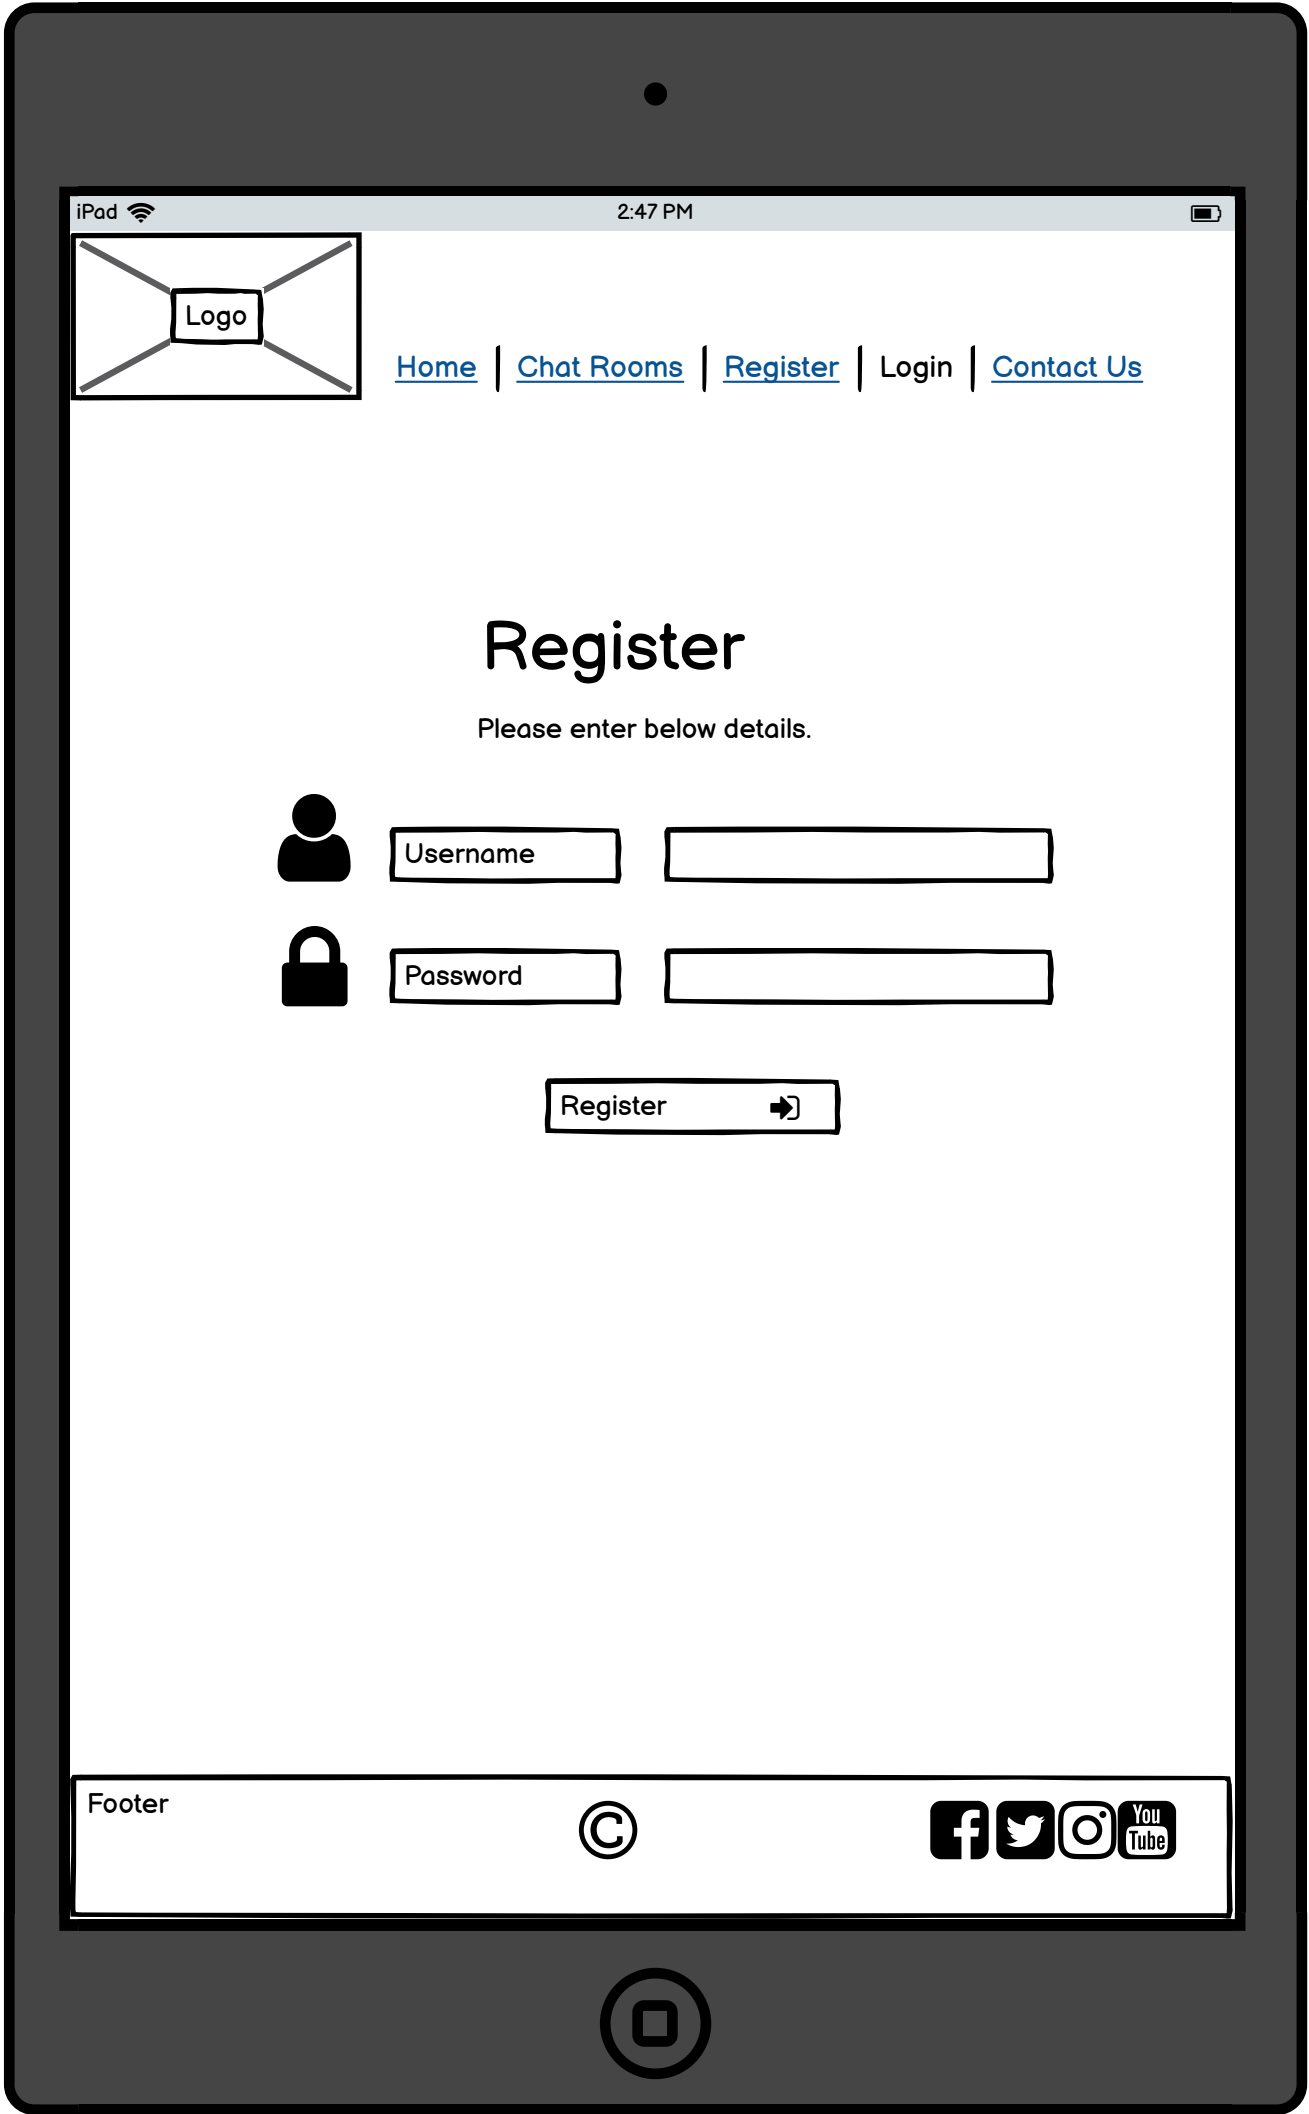 iPad 2:47 PM
Logo
Home | Chat Rooms | Register | Login | Contact Us
Register
Please enter below details.
Username
Password
Register
Footer
©
You
Tube